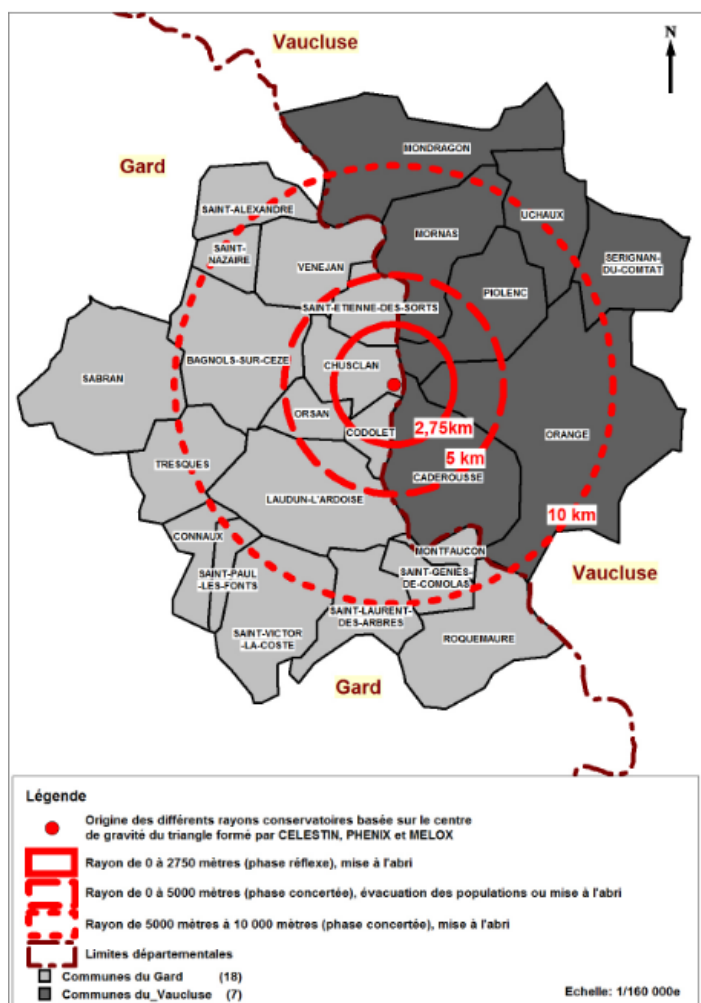 Vaucluse
N
MONDRAGON
Gard
UCHAUX
SAINT-ALEXANDRE
MORNAS
SAINT-
NAZAIRE
SERIGNAN-
DU-COMTAT
VENEJAN
PIOLENC
SAINT-ETIENNE-DES-SORTS
BAGNOLS-SUR-CEZE
CHUSCLAN
SABRAN
ORSAN
2,75km
CODOLET
ORANGE
5 km
TRESQUES
CADEROUSSE
LAUDUN-L'ARDOISE
10 km
CONNAUX
MONTFAUCON
SAINT-PAUL
-LES-FONTS
SAINT-GENIES-
DE-COMOLAS
Vaucluse
SAINT-LAURENT-
DES-ARBRES
SAINT-VICTOR
-LA-COSTE
ROQUEMAURE
Gard
Légende
Origine des différents rayons conservatoires basée sur le centre
de gravité du triangle formé par CELESTIN, PHENIX et MELOX
Rayon de 0 à 2750 mètres (phase réflexe), mise à l'abri
Rayon de 0 à 5000 mètres (phase concertée), évacuation des populations ou mise à l'abri
Rayon de 5000 mètres à 10 000 mètres (phase concertée), mise à l'abri
Limites départementales
Communes du Gard (18)
Communes du_Vaucluse (7)
Echelle: 1/160 000e